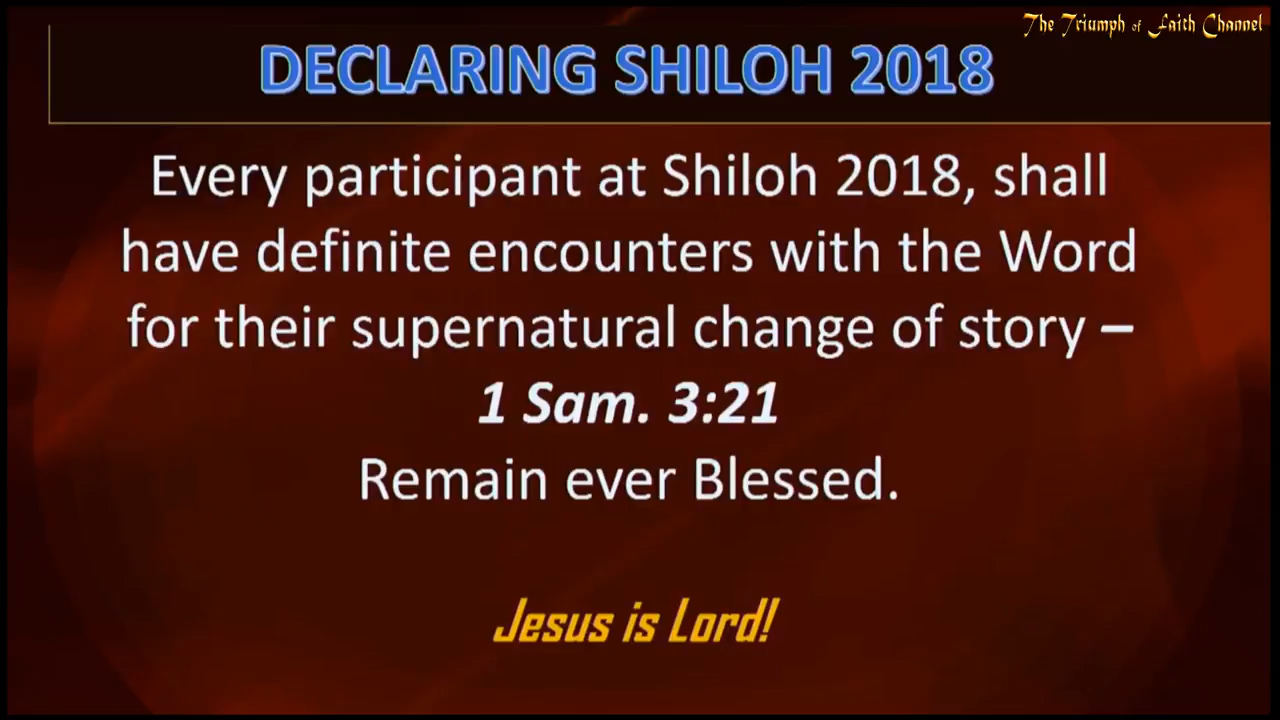 The Triumph of Faith Channel
DECLARING SHILOH 2018
Every participant at Shiloh 2018, shall
have definite encounters with the Word
for their supernatural change of story –
1 Sam. 3:21
Remain ever Blessed.
Jesus is Lord!